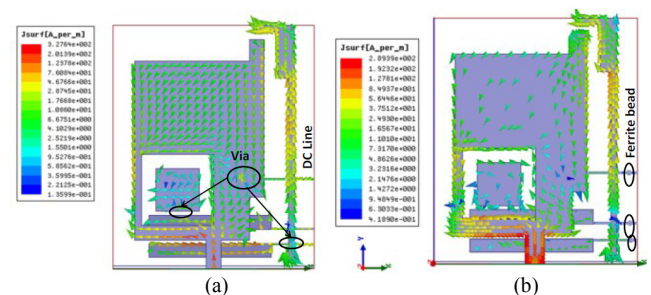 Jsurf[A_per_m]
3.2764e+002
2.0139e+002
1.2378e+002
7.6084e+001
4.6766e+001
2.8745e+001
1.7668e+001
1.0860e+001
6.6751e+000
4.1029e+000
2.5219e+000
1.5501e+000
9.5276e-001
5.8562e-001
3.5995e-001
2.2125e-001
1.3599e-001
Via
DC Line
(a)
(b)
Jsurf[A_per_m]
2.8939e+002
1.9232e+002
1.2781e+002
8.4937e+001
5.6446e+001
3.7512e+001
2.4930e+001
1.6567e+001
1.1010e+001
7.3170e+000
4.8626e+000
3.2316e+000
2.1476e+000
1.4272e+000
9.4849e-001
6.3033e-001
4.1890e-001
Ferrite bead
(b)